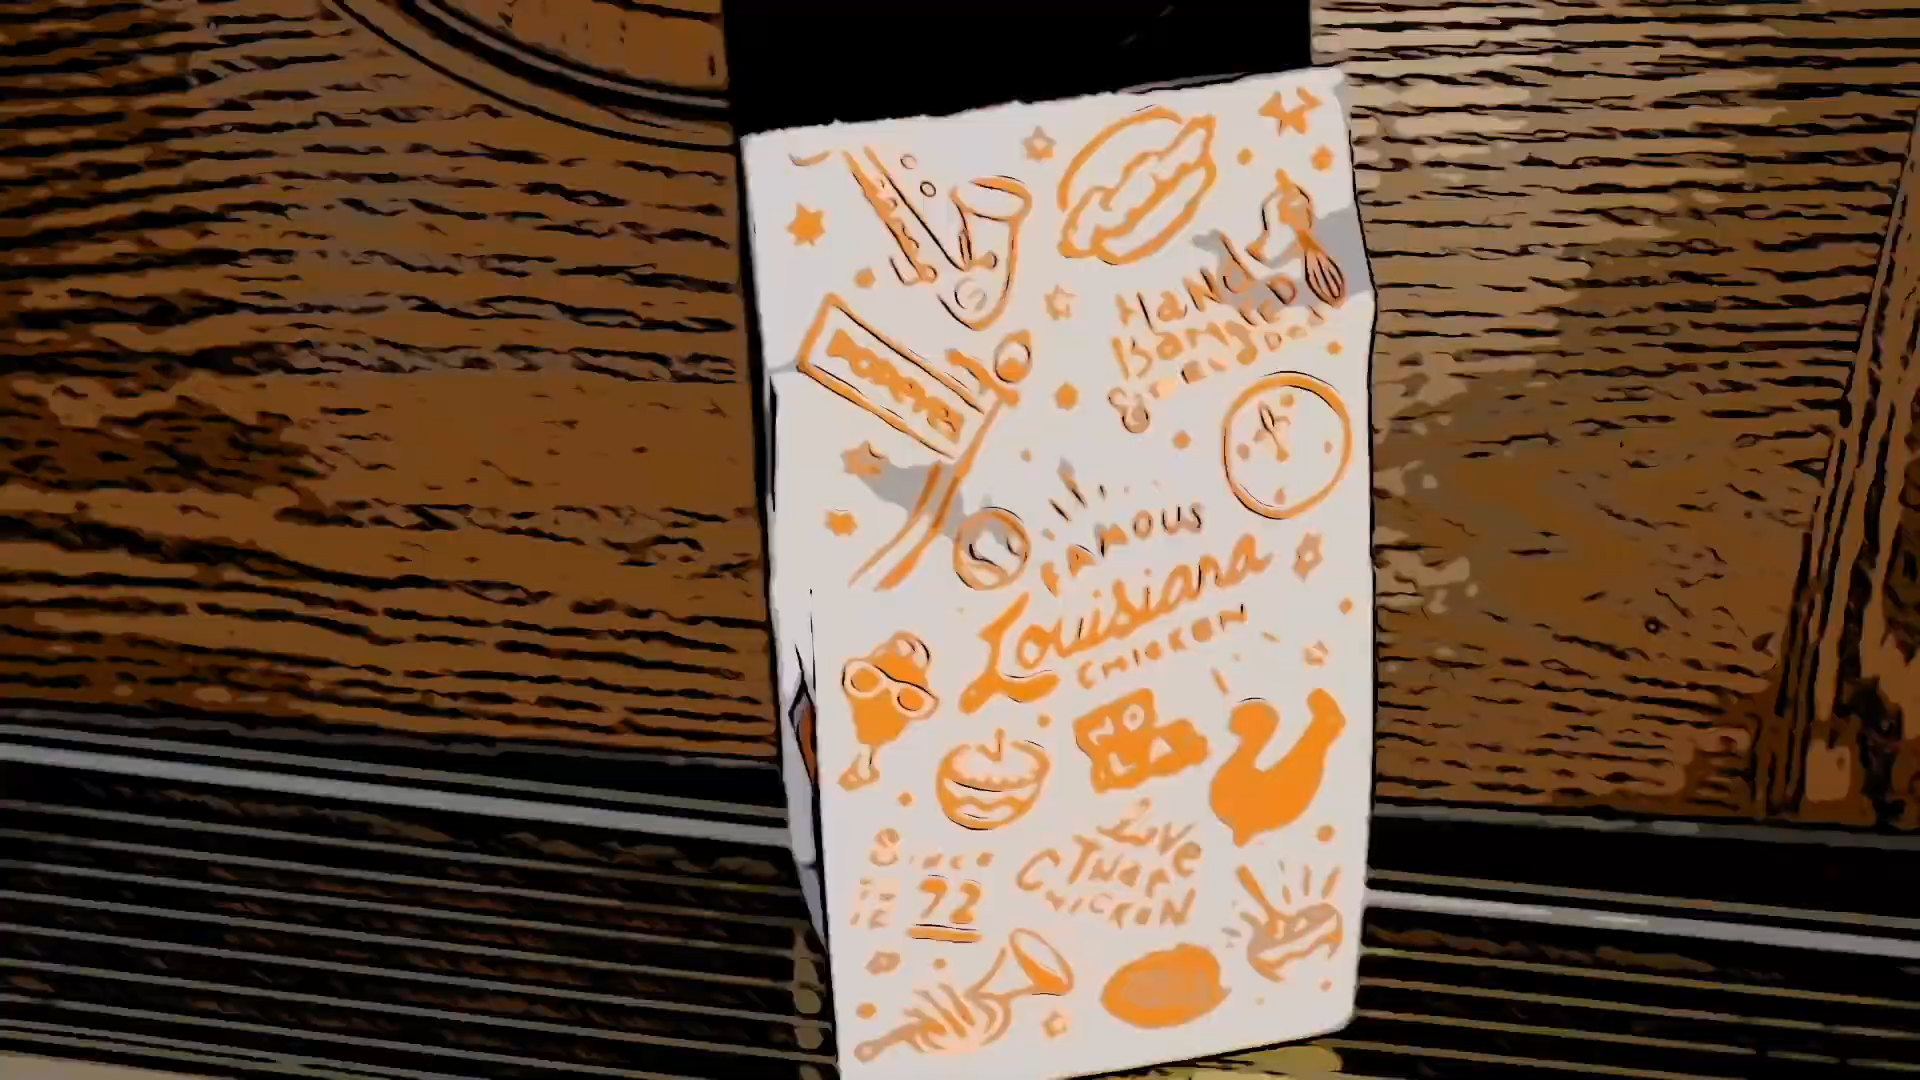 POPEYES
HAND
BATTERED
&
FAMOUS
Louisiana
CHICKEN
Love
THAT
CHICKEN
SINCE
72